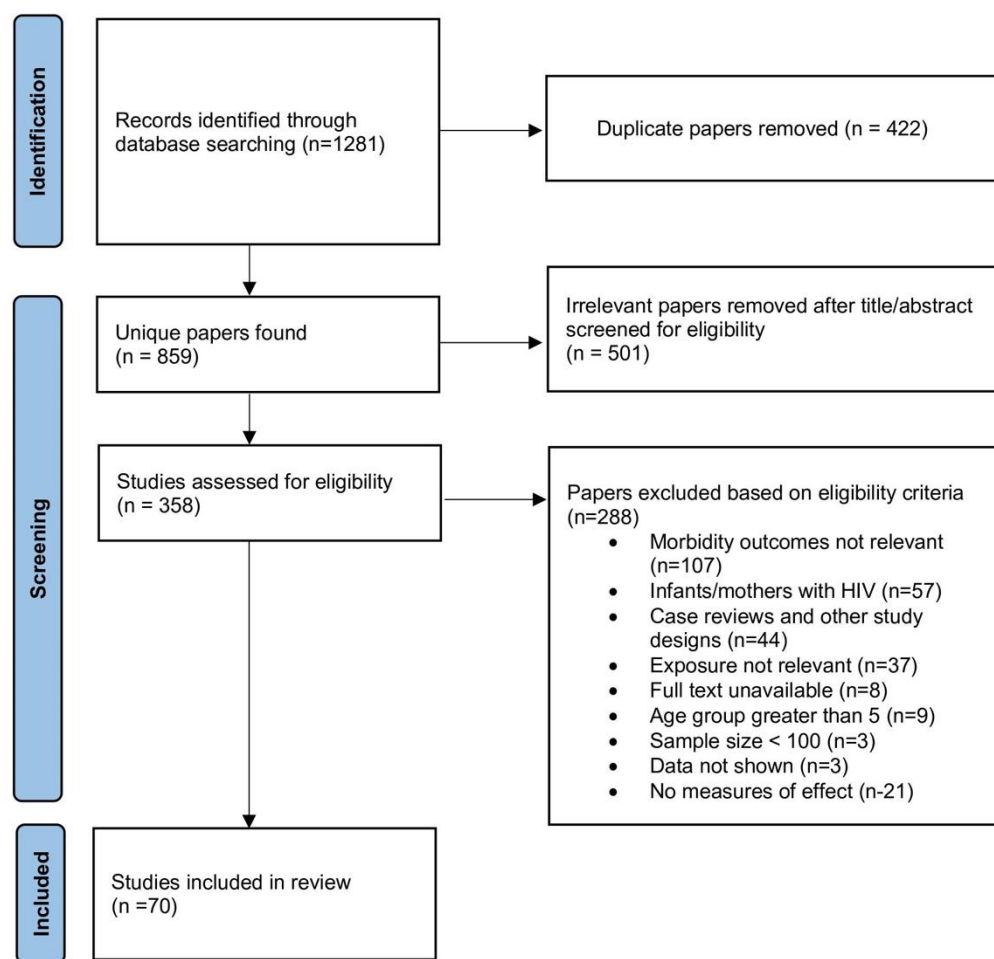 Identification
Records identified through
database searching (n=1281)
Duplicate papers removed (n = 422)
Screening
Unique papers found
(n = 859)
Irrelevant papers removed after title/abstract
screened for eligibility
(n = 501)
Studies assessed for eligibility
(n = 358)
Papers excluded based on eligibility criteria
(n=288)
• Morbidity outcomes not relevant
(n=107)
• Infants/mothers with HIV (n=57)
• Case reviews and other study
designs (n=44)
• Exposure not relevant (n=37)
• Full text unavailable (n=8)
• Age group greater than 5 (n=9)
• Sample size < 100 (n=3)
• Data not shown (n=3)
• No measures of effect (n-21)
Included
Studies included in review
(n =70)